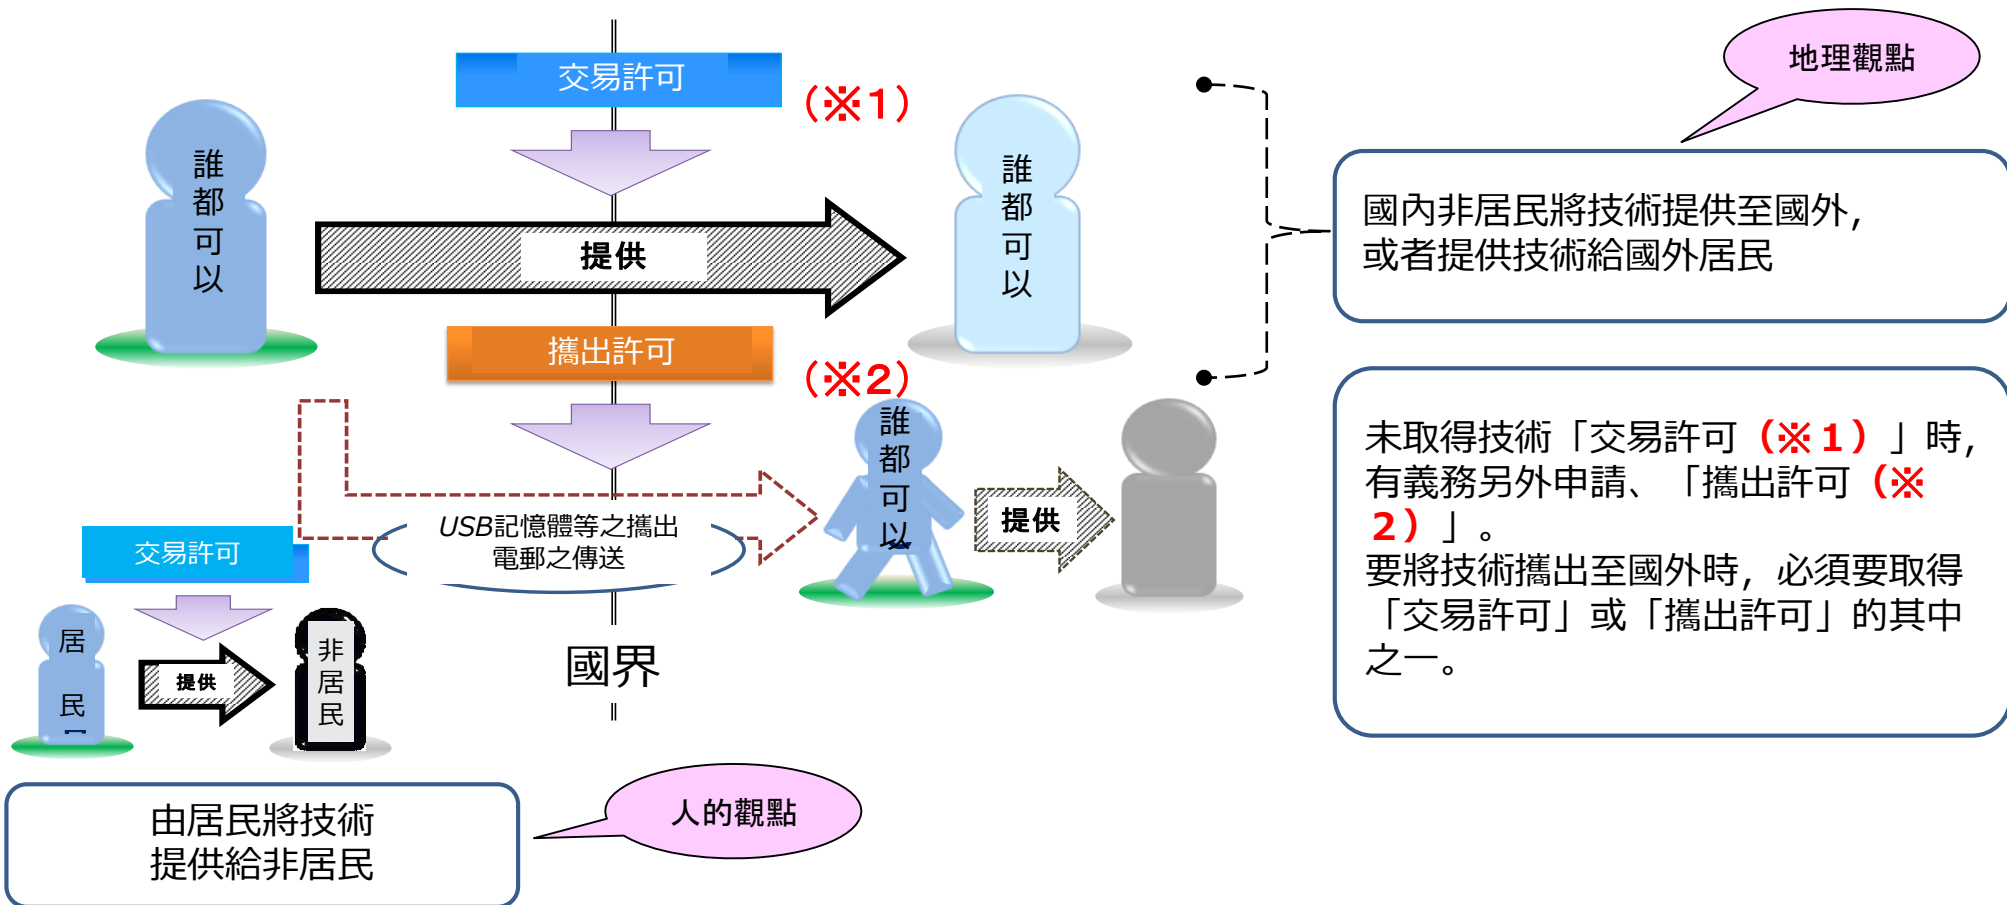 交易許可
(※1)
地理觀點
誰都可以
提供
誰都可以
國內非居民將技術提供至國外,
或者提供技術給國外居民
攜出許可
(※2)
誰都可以
提供
USB記憶體等之攜出
電郵之傳送
未取得技術「交易許可(※1)」時,
有義務另外申請、「攜出許可(※
2)」。
要將技術攜出至國外時,必須要取得
「交易許可」或「攜出許可」的其中
之一。
交易許可
居民
提供
非居民
國界
由居民將技術
提供給非居民
人的觀點